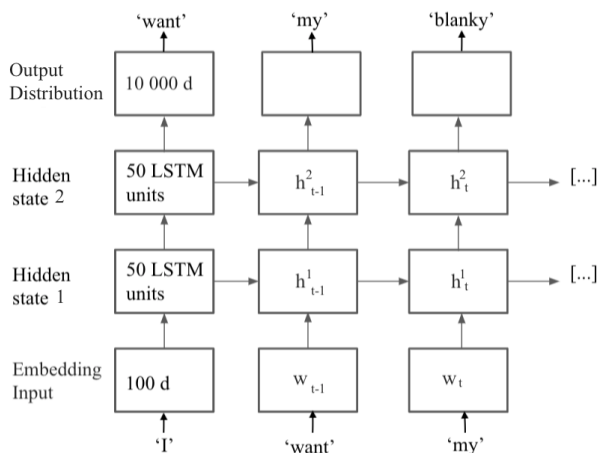 ‘want’ ‘my’ ‘blanky’
Output
Distribution
10 000 d
Hidden
state 2
50 LSTM
units
h²t-1
h²t
[...]
Hidden
state 1
50 LSTM
units
h¹t-1
h¹t
[...]
Embedding
Input
100 d
w t-1
wt
‘I’ ‘want’ ‘my’